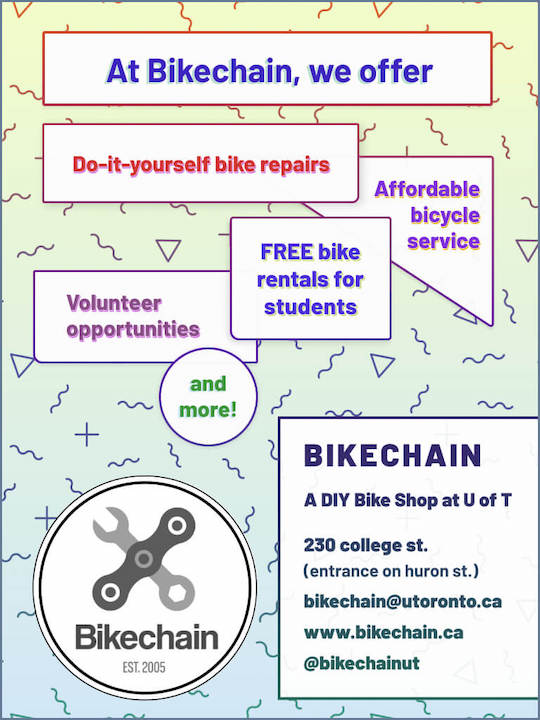 At Bikechain, we offer
Do-it-yourself bike repairs
Affordable
bicycle
service
FREE bike
rentals for
students
Volunteer
opportunities
and
more!
BIKECHAIN
A DIY Bike Shop at U of T
230 college st.
(entrance on huron st.)
bikechain@utoronto.ca
www.bikechain.ca
@bikechainut
Bikechain
EST. 2005